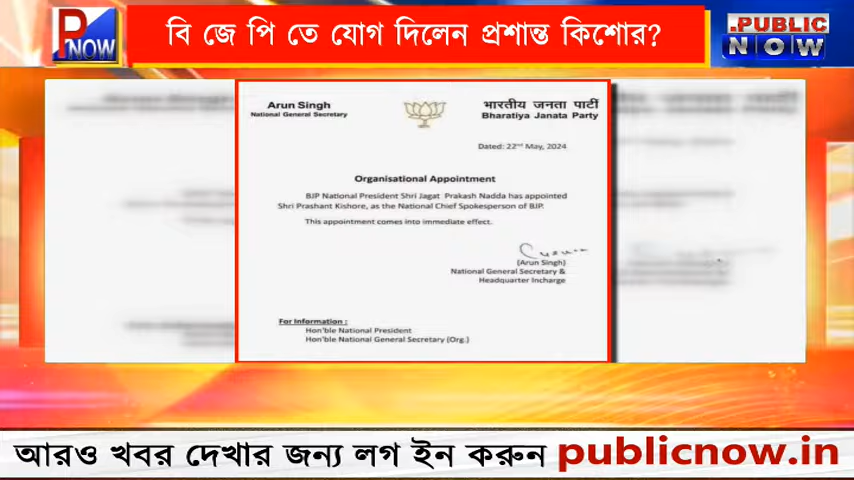 P
NOW
বি জে পি তে যোগ দিলেন প্রশান্ত কিশোর?
.PUBLIC
NOW
Arun Singh
National General Secretary
भारतीय जनता पार्टी
Bharatiya Janata Party
Dated: 22nd May, 2024
Organisational Appointment
BJP National President Shri Jagat Prakash Nadda has appointed
Shri Prashant Kishore, as the National Chief Spokesperson of BJP.
This appointment comes into immediate effect.
(Arun Singh)
National General Secretary &
Headquarter Incharge
For Information :
Hon'ble National President
Hon'ble National General Secretary (Org.)
আরও খবর দেখার জন্য লগ ইন করুন publicnow.in